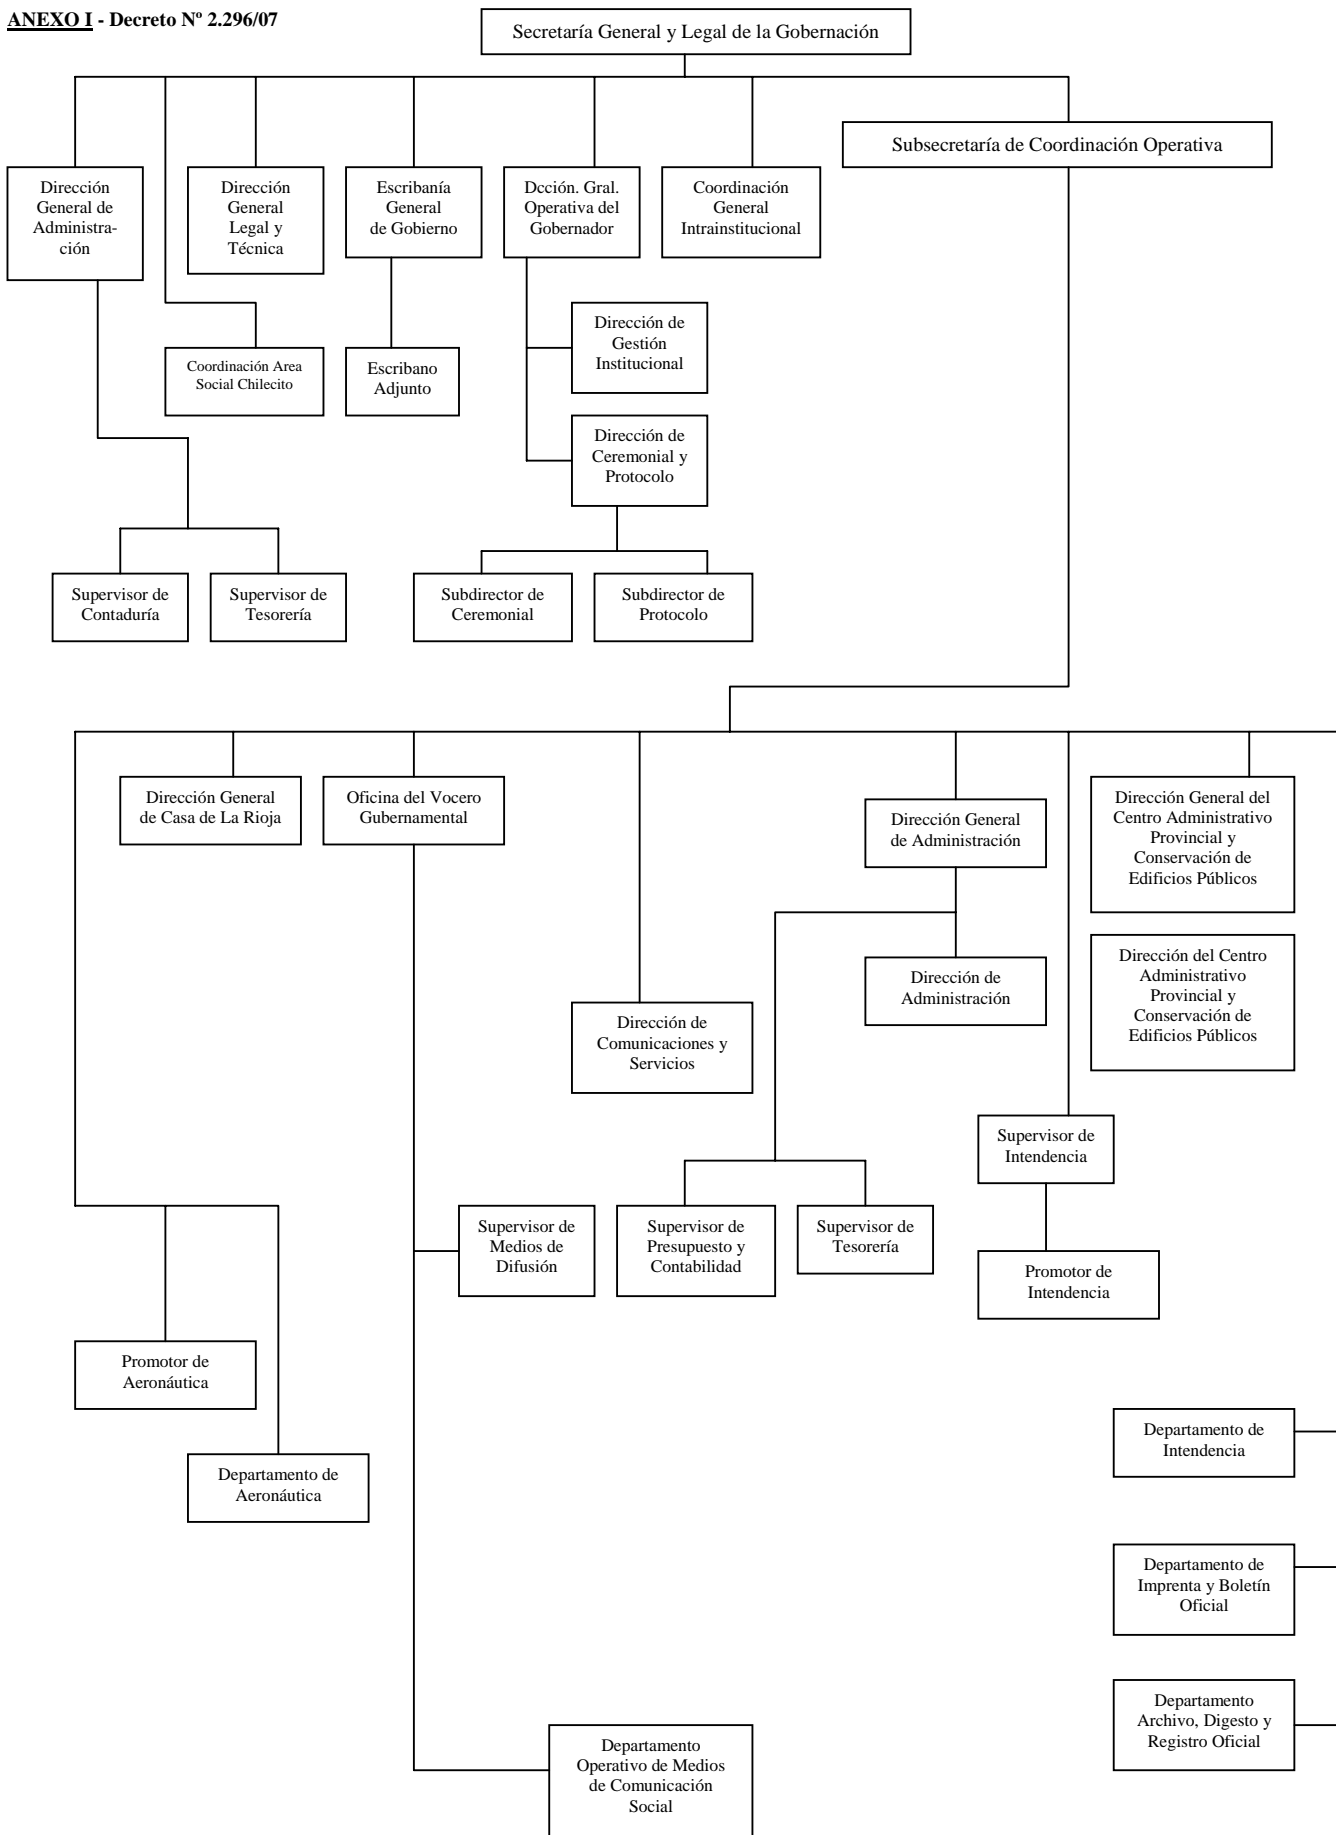 ANEXO I - Decreto Nº 2.296/07
Secretaría General y Legal de la Gobernación
Subsecretaría de Coordinación Operativa
Dirección
General de
Administra-
ción
Dirección
General
Legal y
Técnica
Escribanía
General
de Gobierno
Dcción. Gral.
Operativa del
Gobernador
Coordinación
General
Intrainstitucional
Dirección de
Gestión
Institucional
Coordinación Area
Social Chilecito
Escribano
Adjunto
Dirección de
Ceremonial y
Protocolo
Supervisor de
Contaduría
Supervisor de
Tesorería
Subdirector de
Ceremonial
Subdirector de
Protocolo
Dirección General
de Casa de La Rioja
Oficina del Vocero
Gubernamental
Dirección General
de Administración
Dirección General del
Centro Administrativo
Provincial y
Conservación de
Edificios Públicos
Dirección de
Administración
Dirección del Centro
Administrativo
Provincial y
Conservación de
Edificios Públicos
Dirección de
Comunicaciones y
Servicios
Supervisor de
Intendencia
Supervisor de
Medios de
Difusión
Supervisor de
Presupuesto y
Contabilidad
Supervisor de
Tesorería
Promotor de
Intendencia
Promotor de
Aeronáutica
Departamento de
Intendencia
Departamento de
Aeronáutica
Departamento de
Imprenta y Boletín
Oficial
Departamento
Archivo, Digesto y
Registro Oficial
Departamento
Operativo de Medios
de Comunicación
Social